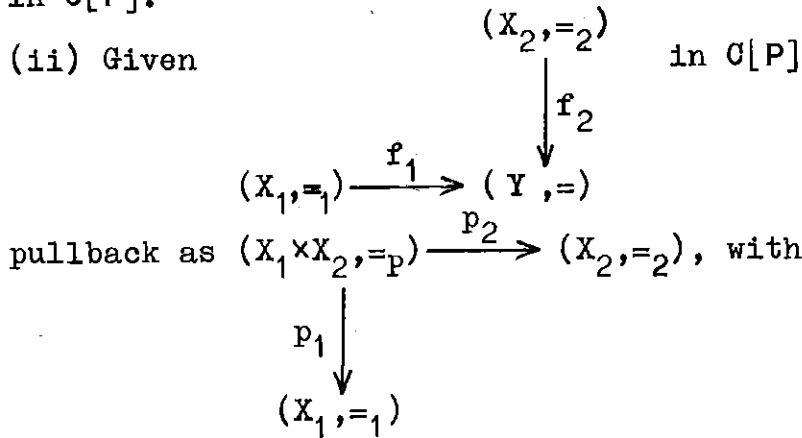 in C[P].
(X₂,=₂)
(ii) Given in C[P]
f₂
f₁
(X₁,=₁) ( Y ,=)
pullback as (X₁×X₂,=ₚ) p₂ (X₂,=₂), with
p₁
(X₁,=₁)